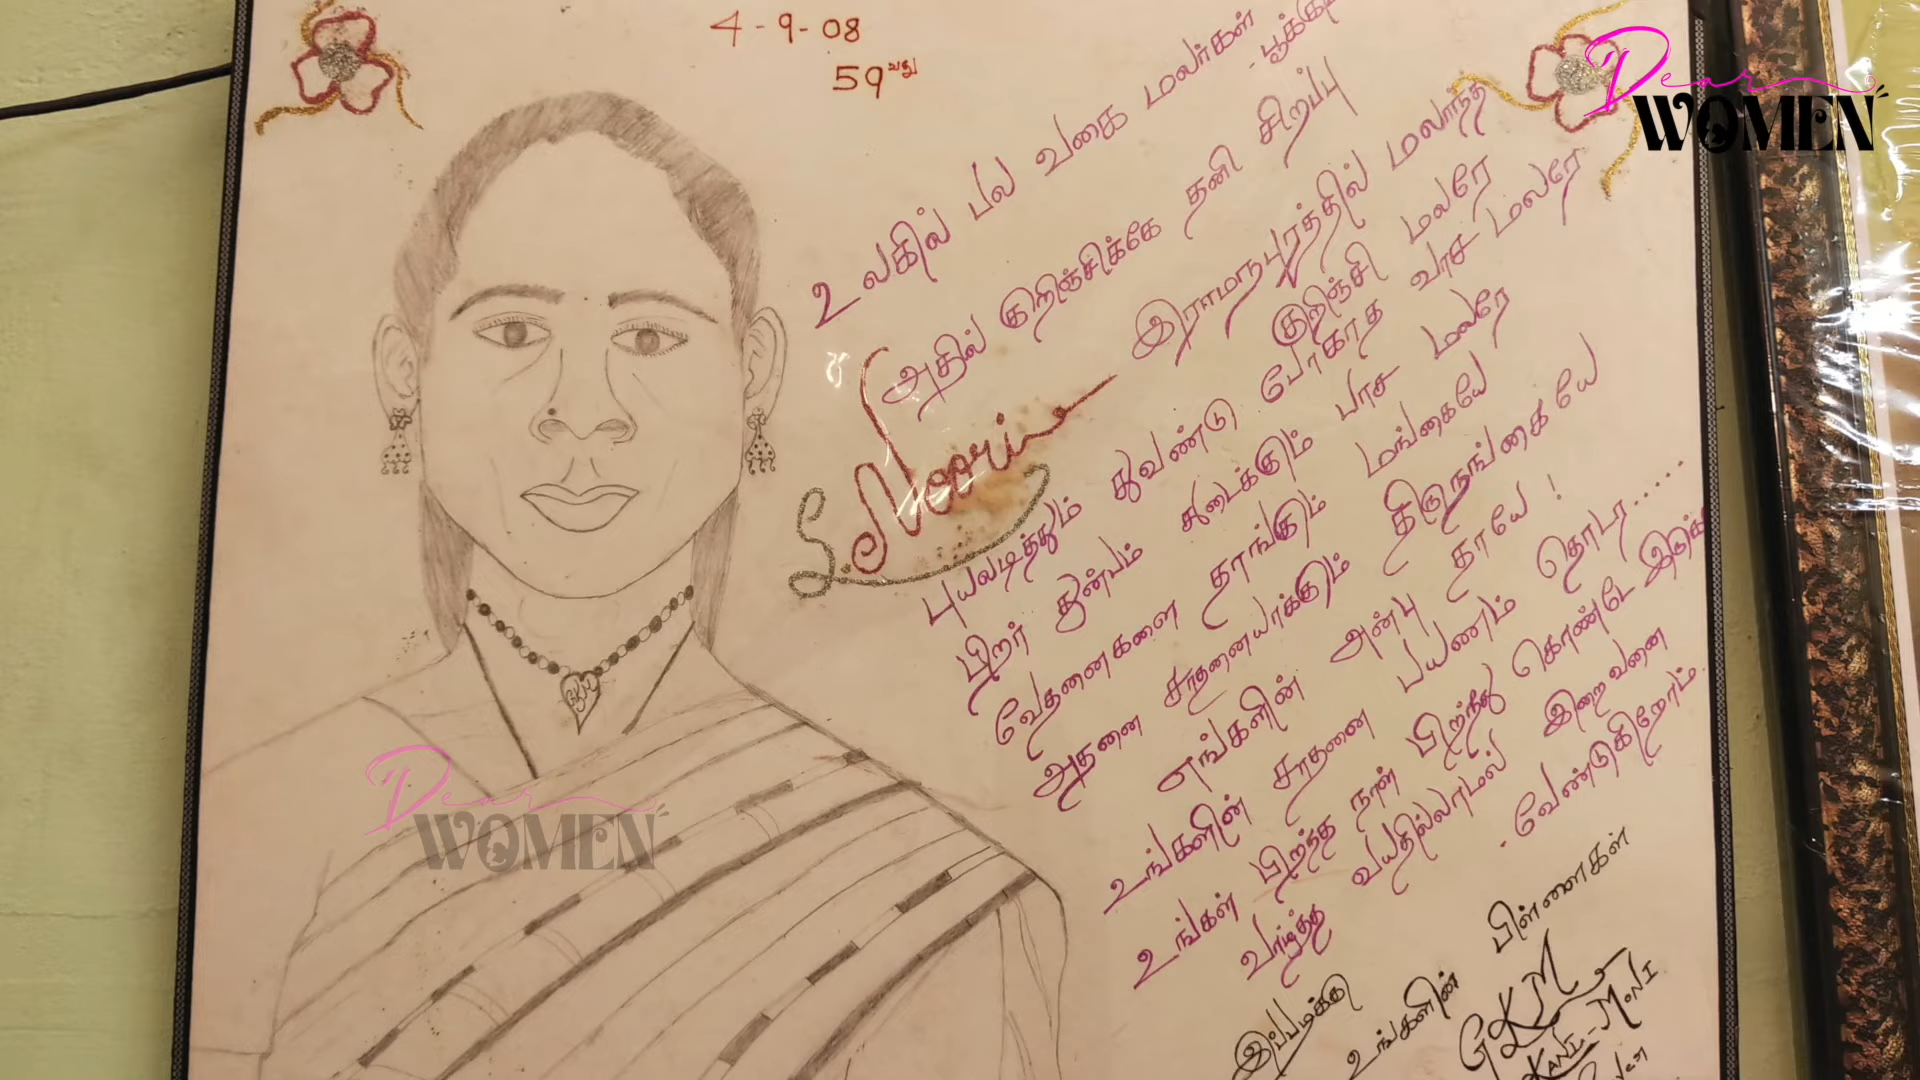 4-9-08
59வது
உலகில் பல வகை மலர்கள்
அதில் குறிஞ்சிக்கே தனி சிறப்பு
இராமநாதபுரத்தில் மலர்ந்த
குறிஞ்சி மலரே
S.Noori
புயலடித்தும் துவண்டு போகாத வாச மலரே
பிறர் துன்பம் துடைக்கும் பாச மலரே
வேதனைகளை தாங்கும் மங்கையே
அதனை சாதனையாக்கும் திருநங்கையே
எங்களின் அன்பு தாயே!
உங்களின் சாதனை பயணம் தொடர.....
உங்கள் பிறந்த நாள் பிறந்து கொண்டே
வாழ்த்த வயதில்லாமல் இறைவனை
வேண்டுகிறோம்.
இப்படிக்கு
உங்களின் பிள்ளைகள்
GKM
KANI-MONI
Dear
WOMEN
Dear
WOMEN